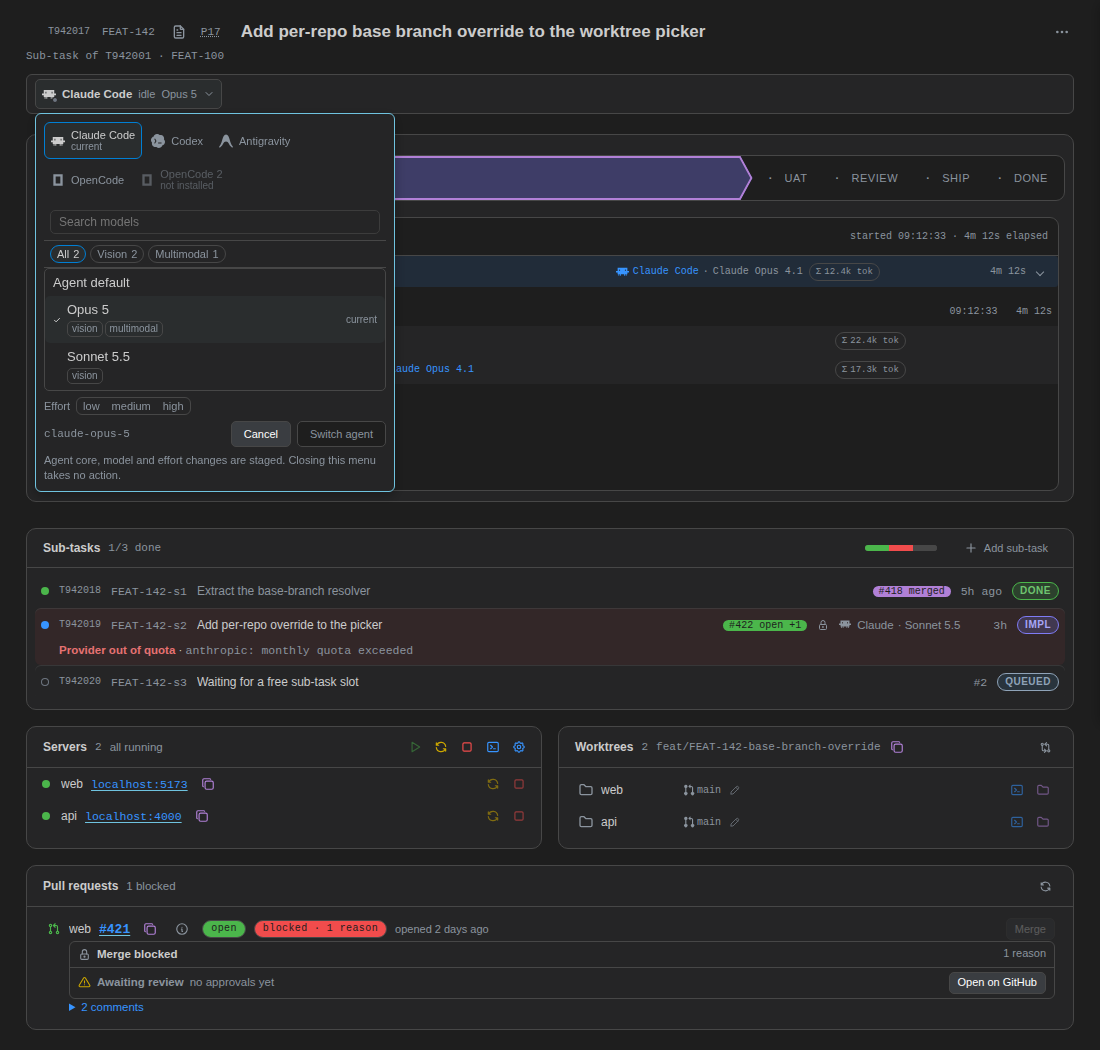 T942017 FEAT-142 P17 Add per-repo base branch override to the worktree picker
Sub-task of T942001 · FEAT-100
Claude Code idle Opus 5
Claude Code
current
Codex
Antigravity
OpenCode
OpenCode 2
not installed
Search models
All 2 Vision 2 Multimodal 1
Agent default
Opus 5
vision multimodal
current
Sonnet 5.5
vision
Effort low medium high
claude-opus-5 Cancel Switch agent
Agent core, model and effort changes are staged. Closing this menu
takes no action.
· UAT · REVIEW · SHIP · DONE
started 09:12:33 · 4m 12s elapsed
Claude Code · Claude Opus 4.1 Σ 12.4k tok 4m 12s
09:12:33 4m 12s
Σ 22.4k tok
aude Opus 4.1 Σ 17.3k tok
Sub-tasks 1/3 done Add sub-task
T942018 FEAT-142-s1 Extract the base-branch resolver #418 merged 5h ago DONE
T942019 FEAT-142-s2 Add per-repo override to the picker #422 open +1 Claude · Sonnet 5.5 3h IMPL
Provider out of quota · anthropic: monthly quota exceeded
T942020 FEAT-142-s3 Waiting for a free sub-task slot #2 QUEUED
Servers 2 all running
web localhost:5173
api localhost:4000
Worktrees 2 feat/FEAT-142-base-branch-override
web main
api main
Pull requests 1 blocked
web #421 open blocked · 1 reason opened 2 days ago Merge
Merge blocked 1 reason
Awaiting review no approvals yet Open on GitHub
2 comments